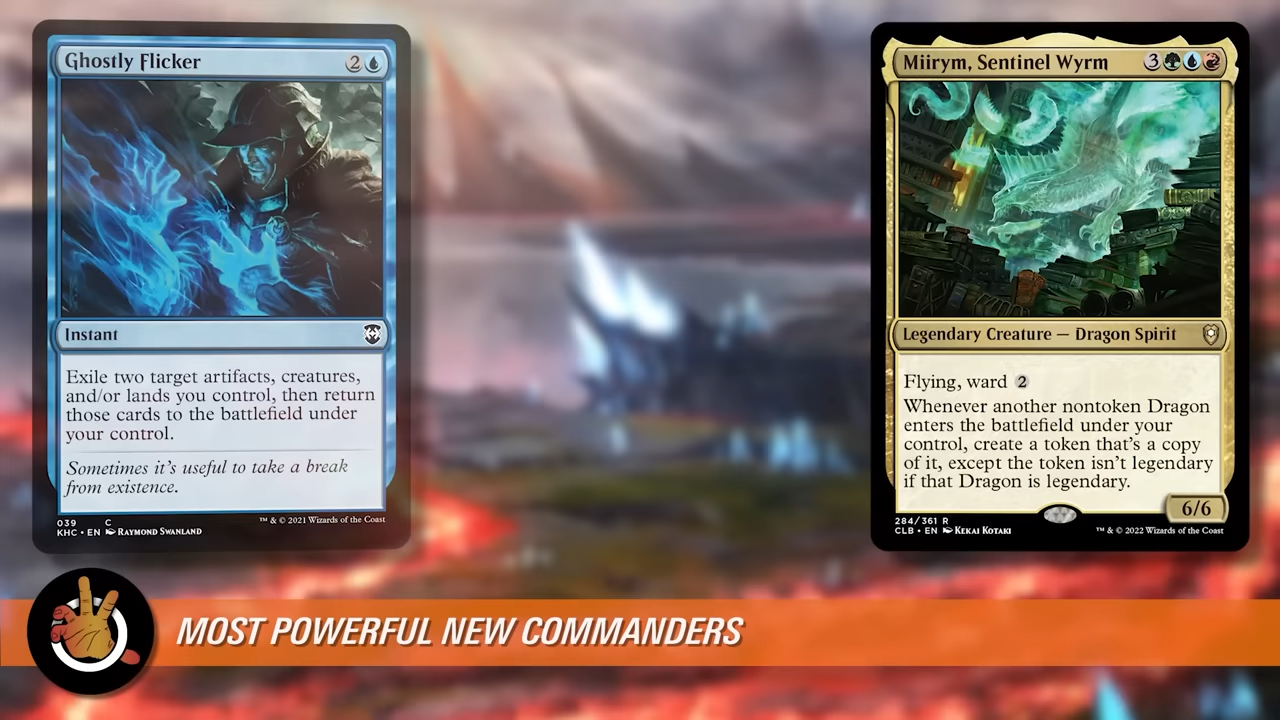 Ghostly Flicker 2
Instant
Exile two target artifacts, creatures,
and/or lands you control, then return
those cards to the battlefield under
your control.
Sometimes it's useful to take a break
from existence.
039 C
KHC • EN RAYMOND SWANLAND
™ & © 2021 Wizards of the Coast
Miirym, Sentinel Wyrm 3
Legendary Creature — Dragon Spirit
Flying, ward 2
Whenever another nontoken Dragon
enters the battlefield under your
control, create a token that's a copy
of it, except the token isn't legendary
if that Dragon is legendary.
6/6
284/361 R
CLB • EN KEKAI KOTAKI
™ & © 2022 Wizards of the Coast
MOST POWERFUL NEW COMMANDERS